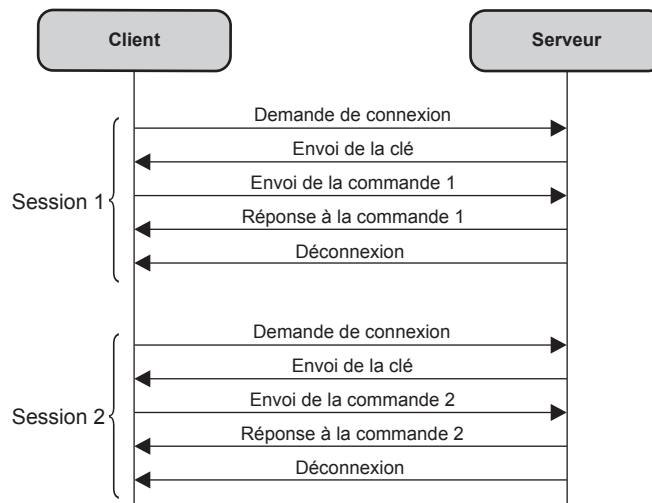 Client
Serveur
Demande de connexion
Envoi de la clé
Session 1
Envoi de la commande 1
Réponse à la commande 1
Déconnexion
Demande de connexion
Envoi de la clé
Session 2
Envoi de la commande 2
Réponse à la commande 2
Déconnexion